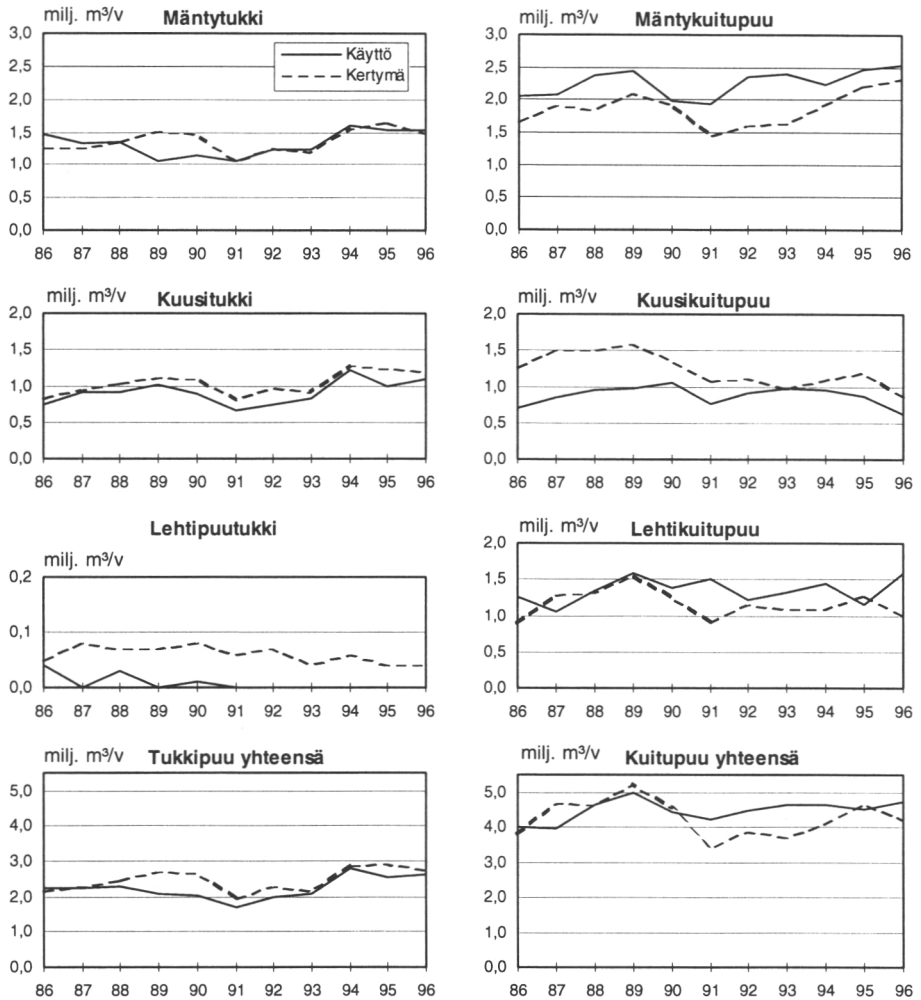 milj. m³/v
Mäntytukki
3,0
2,5
2,0
1,5
1,0
0,5
0,0
Käyttö
Kertymä
86 87 88 89 90 91 92 93 94 95 96
milj. m³/v
Mäntykuitupuu
3,0
2,5
2,0
1,5
1,0
0,5
0,0
86 87 88 89 90 91 92 93 94 95 96
milj. m³/v
Kuusitukki
2,0
1,5
1,0
0,5
0,0
86 87 88 89 90 91 92 93 94 95 96
milj. m³/v
Kuusikuitupuu
2,0
1,5
1,0
0,5
0,0
86 87 88 89 90 91 92 93 94 95 96
Lehtipuutukki
milj. m³/v
0,2
0,1
0,0
86 87 88 89 90 91 92 93 94 95 96
milj. m³/v
Lehtikuitupuu
2,0
1,5
1,0
0,5
0,0
86 87 88 89 90 91 92 93 94 95 96
milj. m³/v
Tukkipuu yhteensä
5,0
4,0
3,0
2,0
1,0
0,0
86 87 88 89 90 91 92 93 94 95 96
milj. m³/v
Kuitupuu yhteensä
5,0
4,0
3,0
2,0
1,0
0,0
86 87 88 89 90 91 92 93 94 95 96